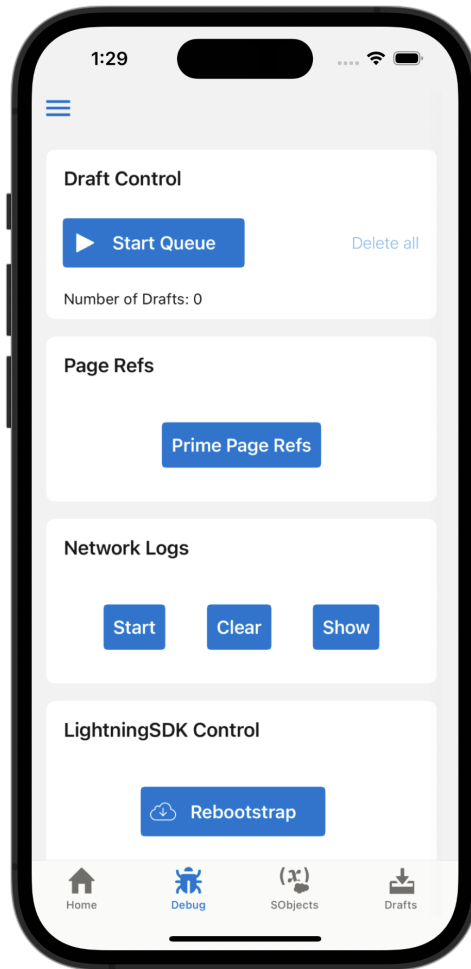 1:29
Draft Control
Start Queue
Delete all
Number of Drafts: 0
Page Refs
Prime Page Refs
Network Logs
Start Clear Show
LightningSDK Control
Rebootstrap
(x)
Home Debug SObjects Drafts